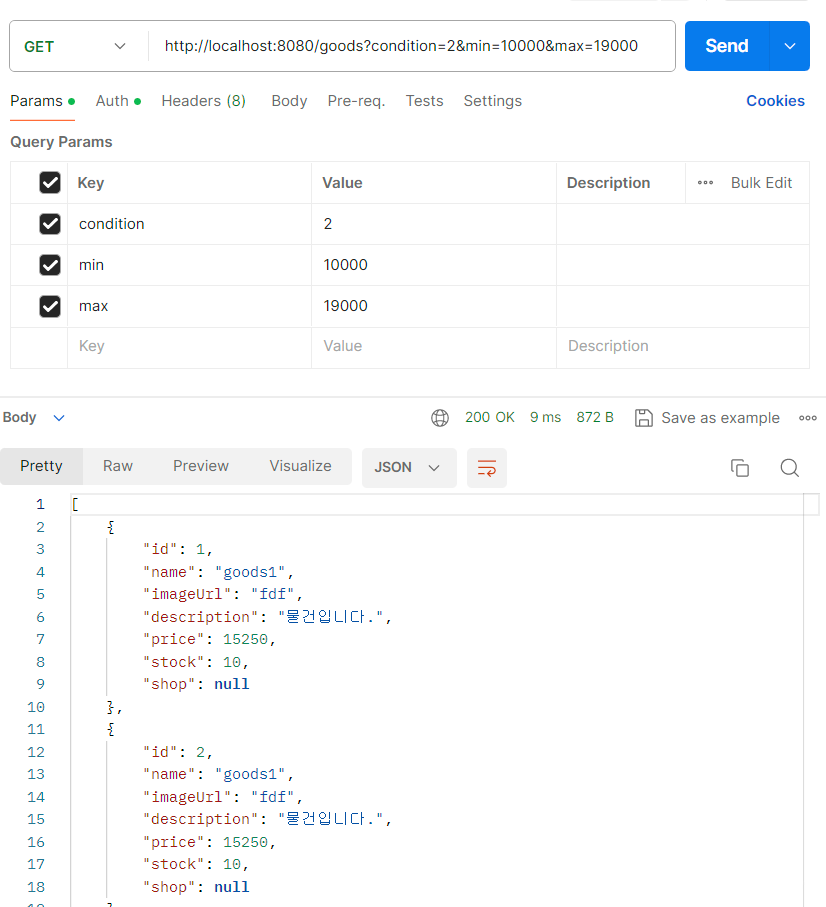 GET http://localhost:8080/goods?condition=2&min=10000&max=19000 Send
Params Auth Headers (8) Body Pre-req. Tests Settings Cookies
Query Params
Key Value Description Bulk Edit
condition 2
min 10000
max 19000
Key Value Description
Body 200 OK 9 ms 872 B Save as example
Pretty Raw Preview Visualize JSON
1 [
2 {
3 "id": 1,
4 "name": "goods1",
5 "imageUrl": "fdf",
6 "description": "물건입니다.",
7 "price": 15250,
8 "stock": 10,
9 "shop": null
10 },
11 {
12 "id": 2,
13 "name": "goods1",
14 "imageUrl": "fdf",
15 "description": "물건입니다.",
16 "price": 15250,
17 "stock": 10,
18 "shop": null